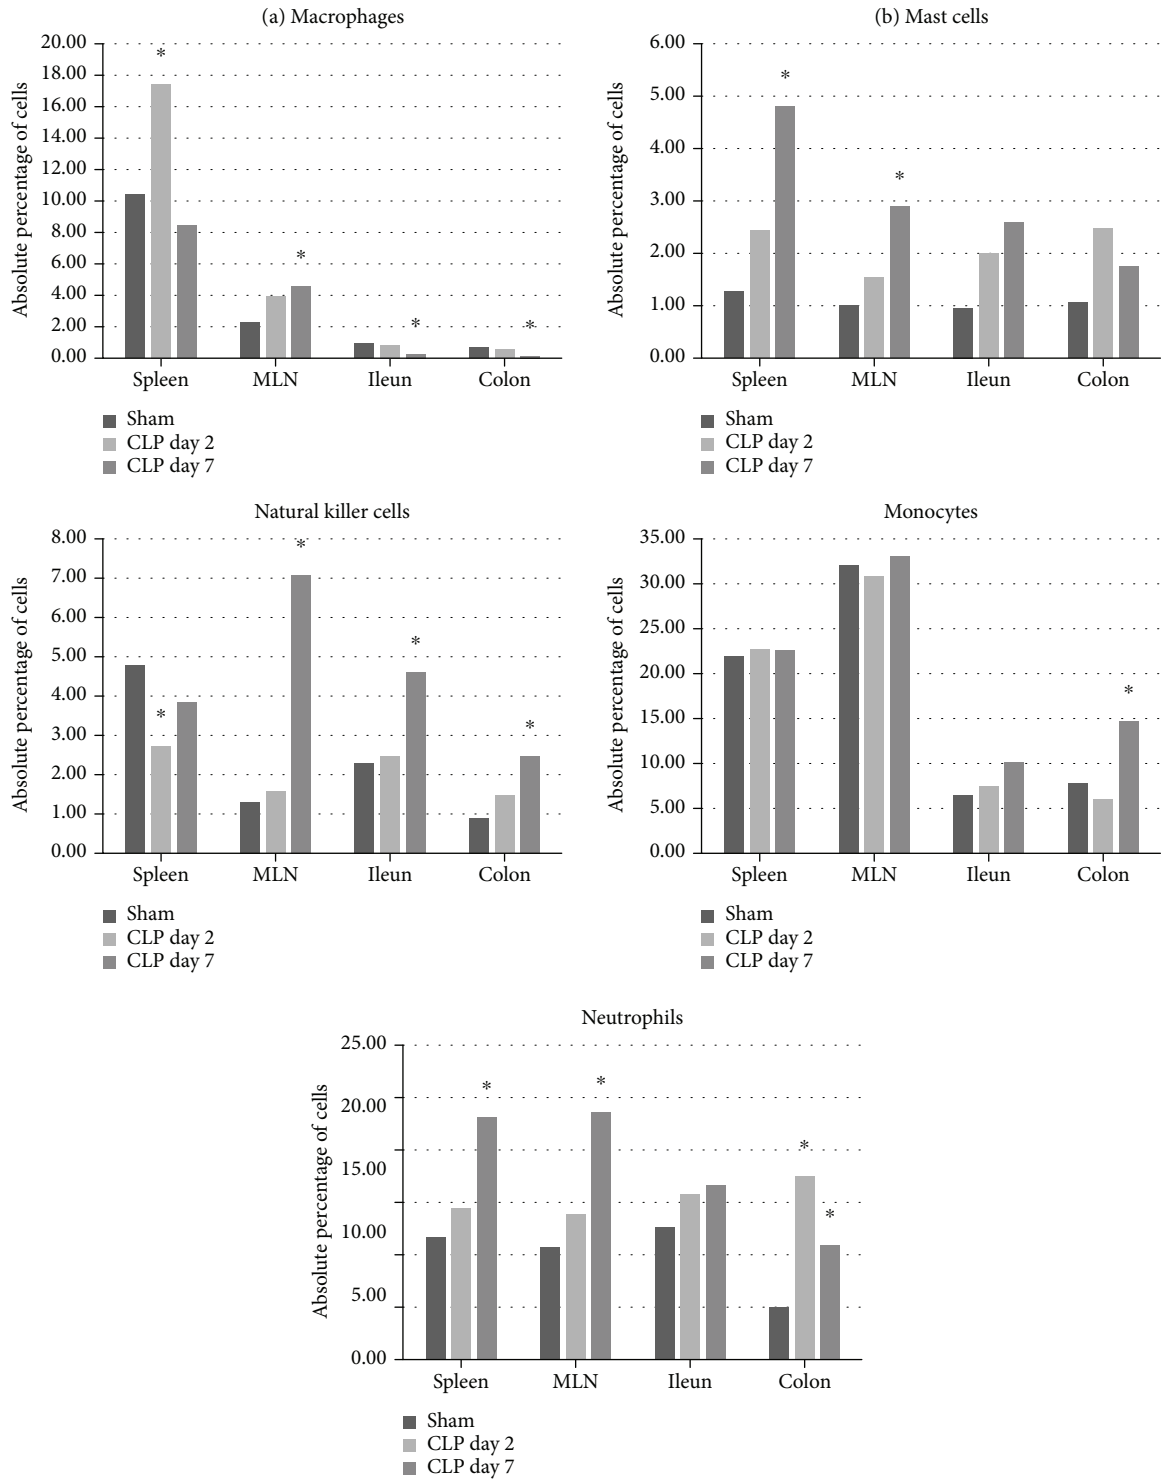 (a) Macrophages
Absolute percentage of cells
20.00
18.00
16.00
14.00
12.00
10.00
8.00
6.00
4.00
2.00
0.00
*
*
*
*
Spleen MLN Ileun Colon
Sham
CLP day 2
CLP day 7
(b) Mast cells
Absolute percentage of cells
6.00
5.00
4.00
3.00
2.00
1.00
0.00
*
*
Spleen MLN Ileun Colon
Sham
CLP day 2
CLP day 7
Natural killer cells
Absolute percentage of cells
8.00
7.00
6.00
5.00
4.00
3.00
2.00
1.00
0.00
*
*
*
*
Spleen MLN Ileun Colon
Sham
CLP day 2
CLP day 7
Monocytes
Absolute percentage of cells
35.00
30.00
25.00
20.00
15.00
10.00
5.00
0.00
*
Spleen MLN Ileun Colon
Sham
CLP day 2
CLP day 7
Neutrophils
Absolute percentage of cells
25.00
20.00
15.00
10.00
5.00
0.00
*
*
*
*
Spleen MLN Ileun Colon
Sham
CLP day 2
CLP day 7